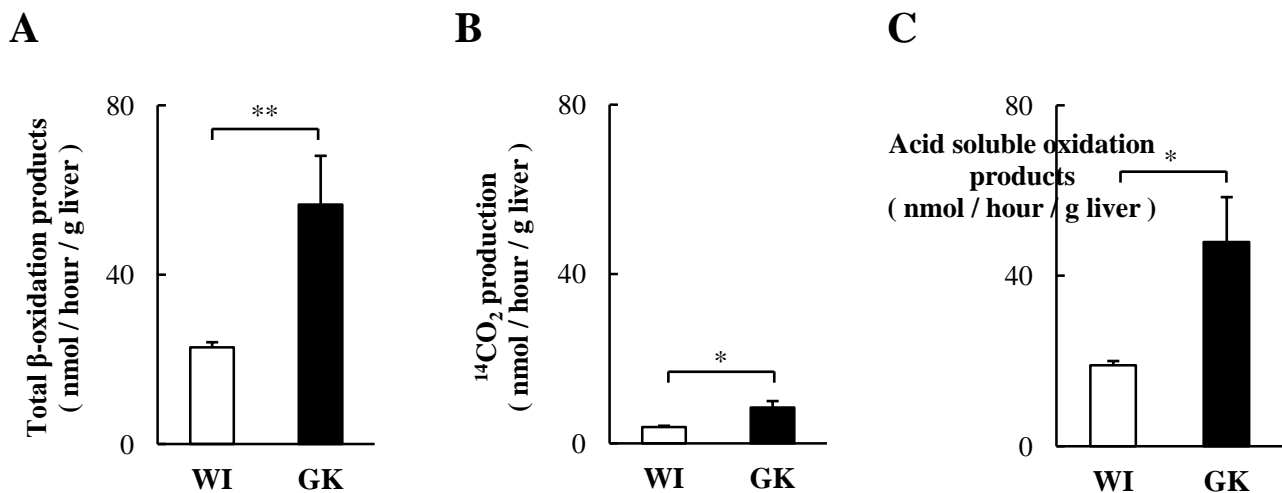 A
Total β-oxidation products
( nmol / hour / g liver )
80
40
0
**
WI GK
B
¹⁴CO₂ production
( nmol / hour / g liver )
80
40
0
*
WI GK
C
Acid soluble oxidation
products
( nmol / hour / g liver )
80
40
0
*
WI GK